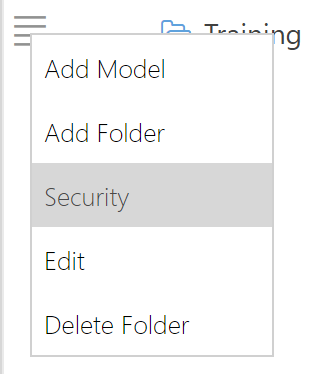 Training
Add Model
Add Folder
Security
Edit
Delete Folder